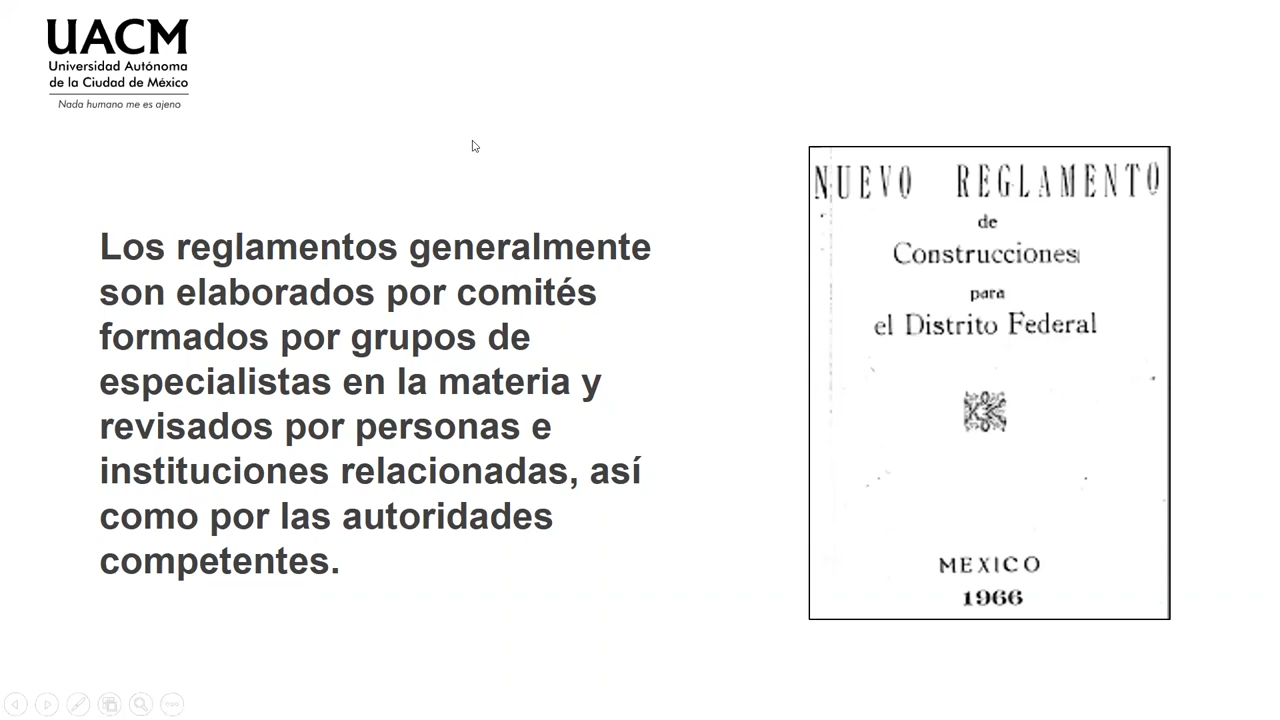 UACM
Universidad Autónoma
de la Ciudad de México
Nada humano me es ajeno
Los reglamentos generalmente
son elaborados por comités
formados por grupos de
especialistas en la materia y
revisados por personas e
instituciones relacionadas, así
como por las autoridades
competentes.
NUEVO REGLAMENTO
de
Construcciones
para
el Distrito Federal
MEXICO
1966